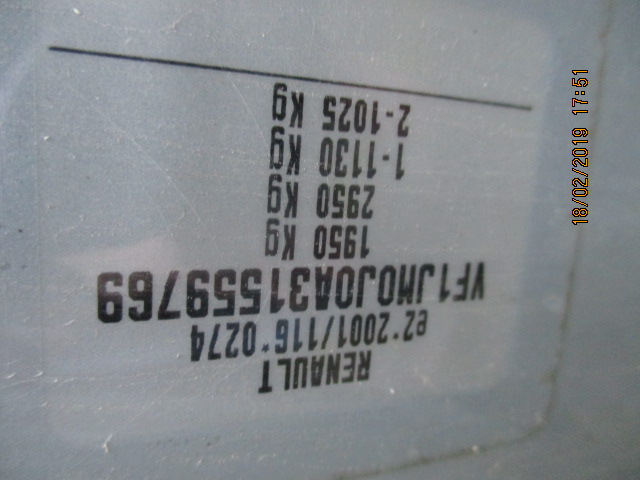 RENAULT
e2*2001/116*0274
VF1JM0J0A31559769
1950 Kg
2950 Kg
1-1130 Kg
2-1025 Kg
18/02/2019 17:51